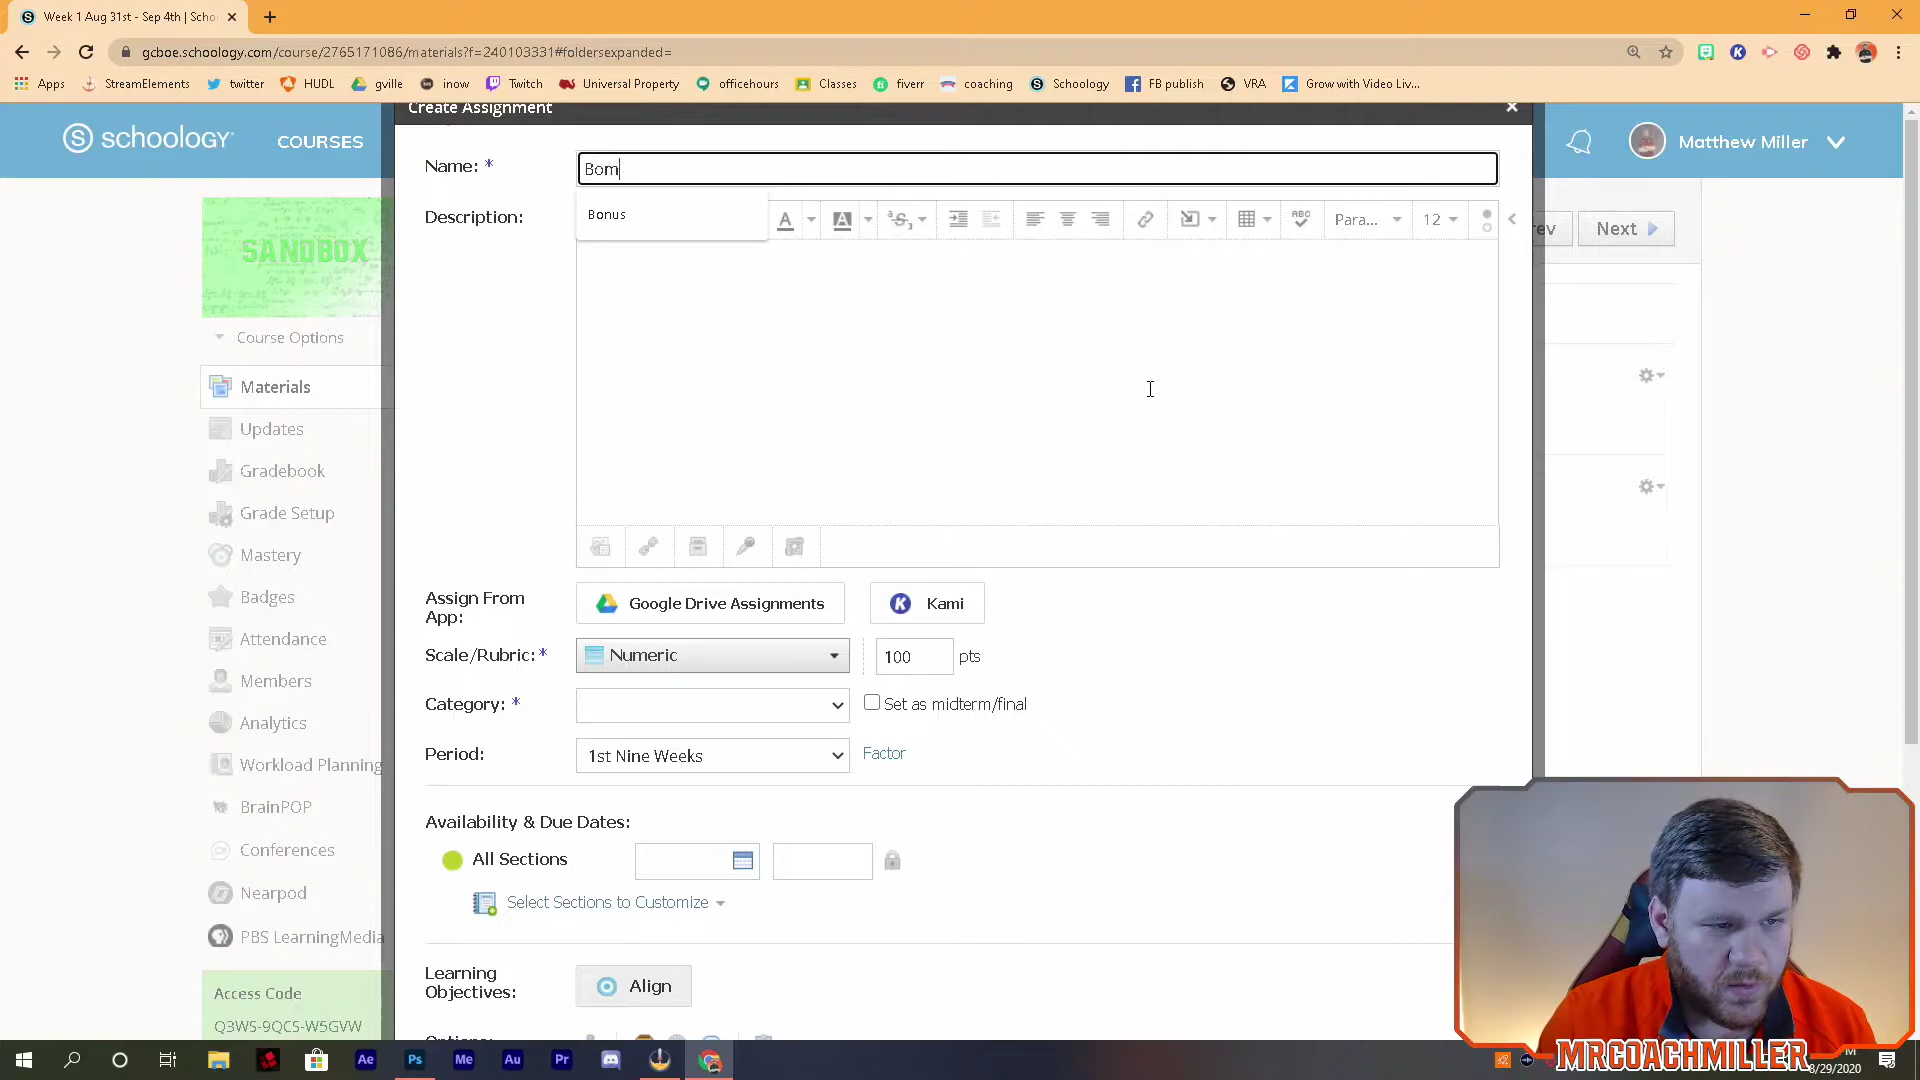 Week 1 Aug 31st - Sep 4th | Scho
gcboe.schoology.com/course/2765171086/materials?f=240103331#foldersexpanded=
Apps StreamElements twitter HUDL gville inow Twitch Universal Property officehours Classes fiverr coaching Schoology FB publish VRA Grow with Video Liv...
Create Assignment
schoology COURSES Matthew Miller
Name: * Bom
Bonus
Description:
Para... 12
Next
SANDBOX
Course Options
Materials
Updates
Gradebook
Grade Setup
Mastery
Badges
Attendance
Members
Analytics
Workload Planning
BrainPOP
Conferences
Nearpod
PBS LearningMedia
Access Code
Q3WS-9QCS-W5GVW
Assign From
App:
Google Drive Assignments Kami
Scale/Rubric: * Numeric 100 pts
Category: * Set as midterm/final
Period: 1st Nine Weeks Factor
Availability & Due Dates:
All Sections
Select Sections to Customize
Learning
Objectives:
Align
MRCOACHMILLER
8/29/2020